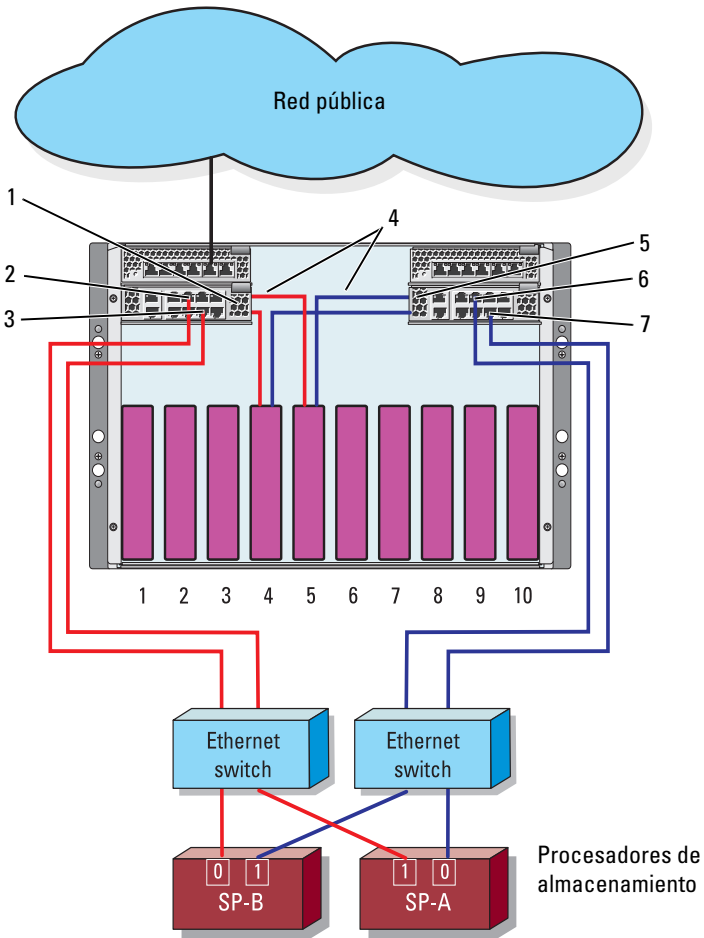 Red pública
1
4
5
2
6
3
7
1 2 3 4 5 6 7 8 9 10
Ethernet
switch
Ethernet
switch
0 1
SP-B
1 0
SP-A
Procesadores de
almacenamiento